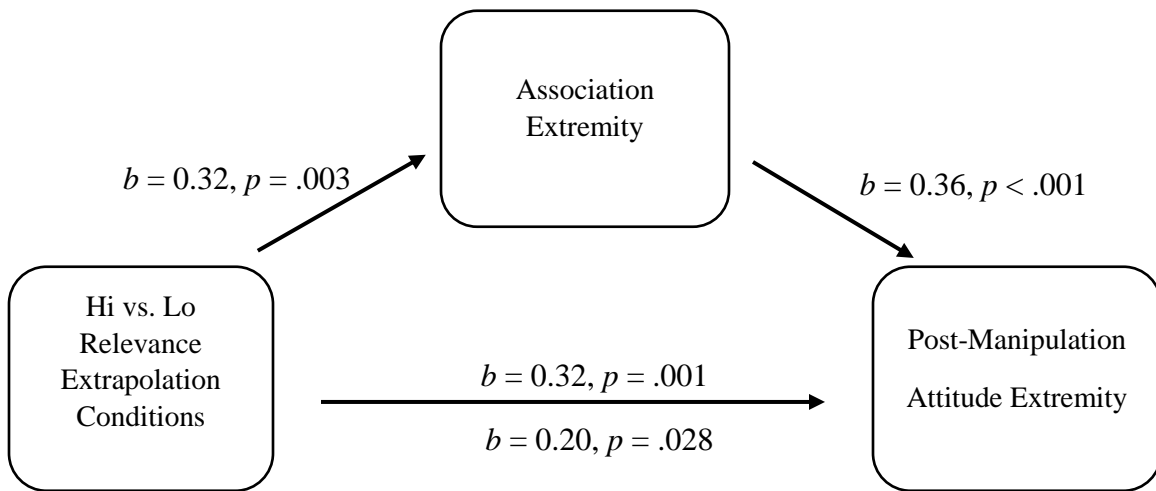 Association
Extremity
b = 0.32, p = .003
b = 0.36, p < .001
Hi vs. Lo
Relevance
Extrapolation
Conditions
b = 0.32, p = .001
b = 0.20, p = .028
Post-Manipulation
Attitude Extremity